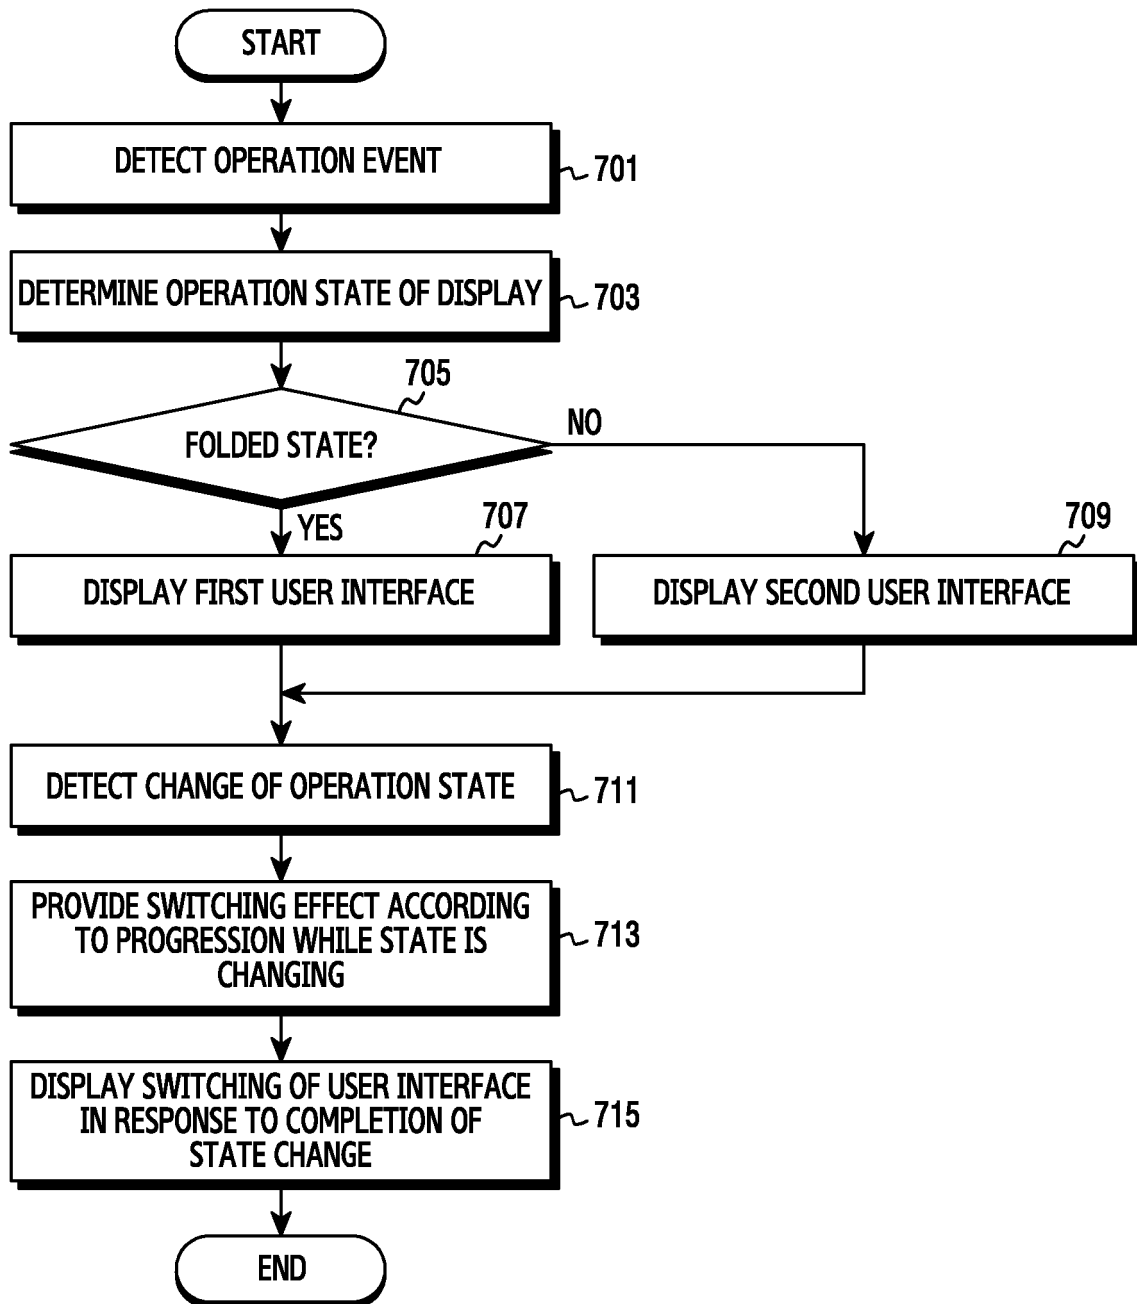 START
DETECT OPERATION EVENT
701
DETERMINE OPERATION STATE OF DISPLAY
703
705
FOLDED STATE?
NO
YES
707
709
DISPLAY FIRST USER INTERFACE
DISPLAY SECOND USER INTERFACE
DETECT CHANGE OF OPERATION STATE
711
PROVIDE SWITCHING EFFECT ACCORDING
TO PROGRESSION WHILE STATE IS
CHANGING
713
DISPLAY SWITCHING OF USER INTERFACE
IN RESPONSE TO COMPLETION OF
STATE CHANGE
715
END